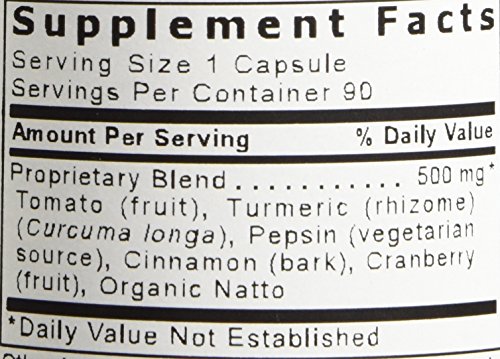 Supplement Facts
Serving Size 1 Capsule
Servings Per Container 90
Amount Per Serving % Daily Value
Proprietary Blend . . . . . . . . . . . 500 mg*
Tomato (fruit), Turmeric (rhizome)
(Curcuma longa), Pepsin (vegetarian
source), Cinnamon (bark), Cranberry
(fruit), Organic Natto
*Daily Value Not Established